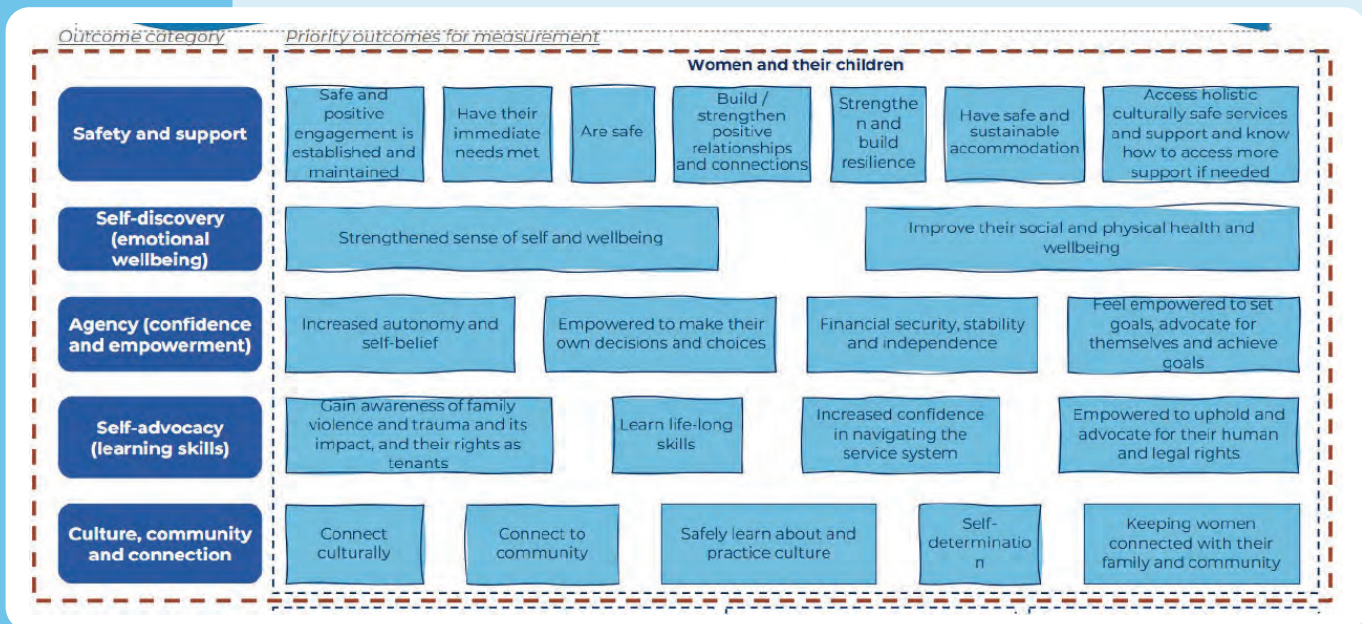 Outcome category
Priority outcomes for measurement
Women and their children
Safety and support
Safe and
positive
engagement is
established and
maintained
Have their
immediate
needs met
Are safe
Build /
strengthen
positive
relationships
and connections
Strengthe
n and
build
resilience
Have safe and
sustainable
accommodation
Access holistic
culturally safe services
and support and know
how to access more
support if needed
Self-discovery
(emotional
wellbeing)
Strengthened sense of self and wellbeing
Improve their social and physical health and
wellbeing
Agency (confidence
and empowerment)
Increased autonomy and
self-belief
Empowered to make their
own decisions and choices
Financial security, stability
and independence
Feel empowered to set
goals, advocate for
themselves and achieve
goals
Self-advocacy
(learning skills)
Gain awareness of family
violence and trauma and its
impact, and their rights as
tenants
Learn life-long
skills
Increased confidence
in navigating the
service system
Empowered to uphold and
advocate for their human
and legal rights
Culture, community
and connection
Connect
culturally
Connect to
community
Safely learn about and
practice culture
Self-
determinatio
n
Keeping women
connected with their
family and community